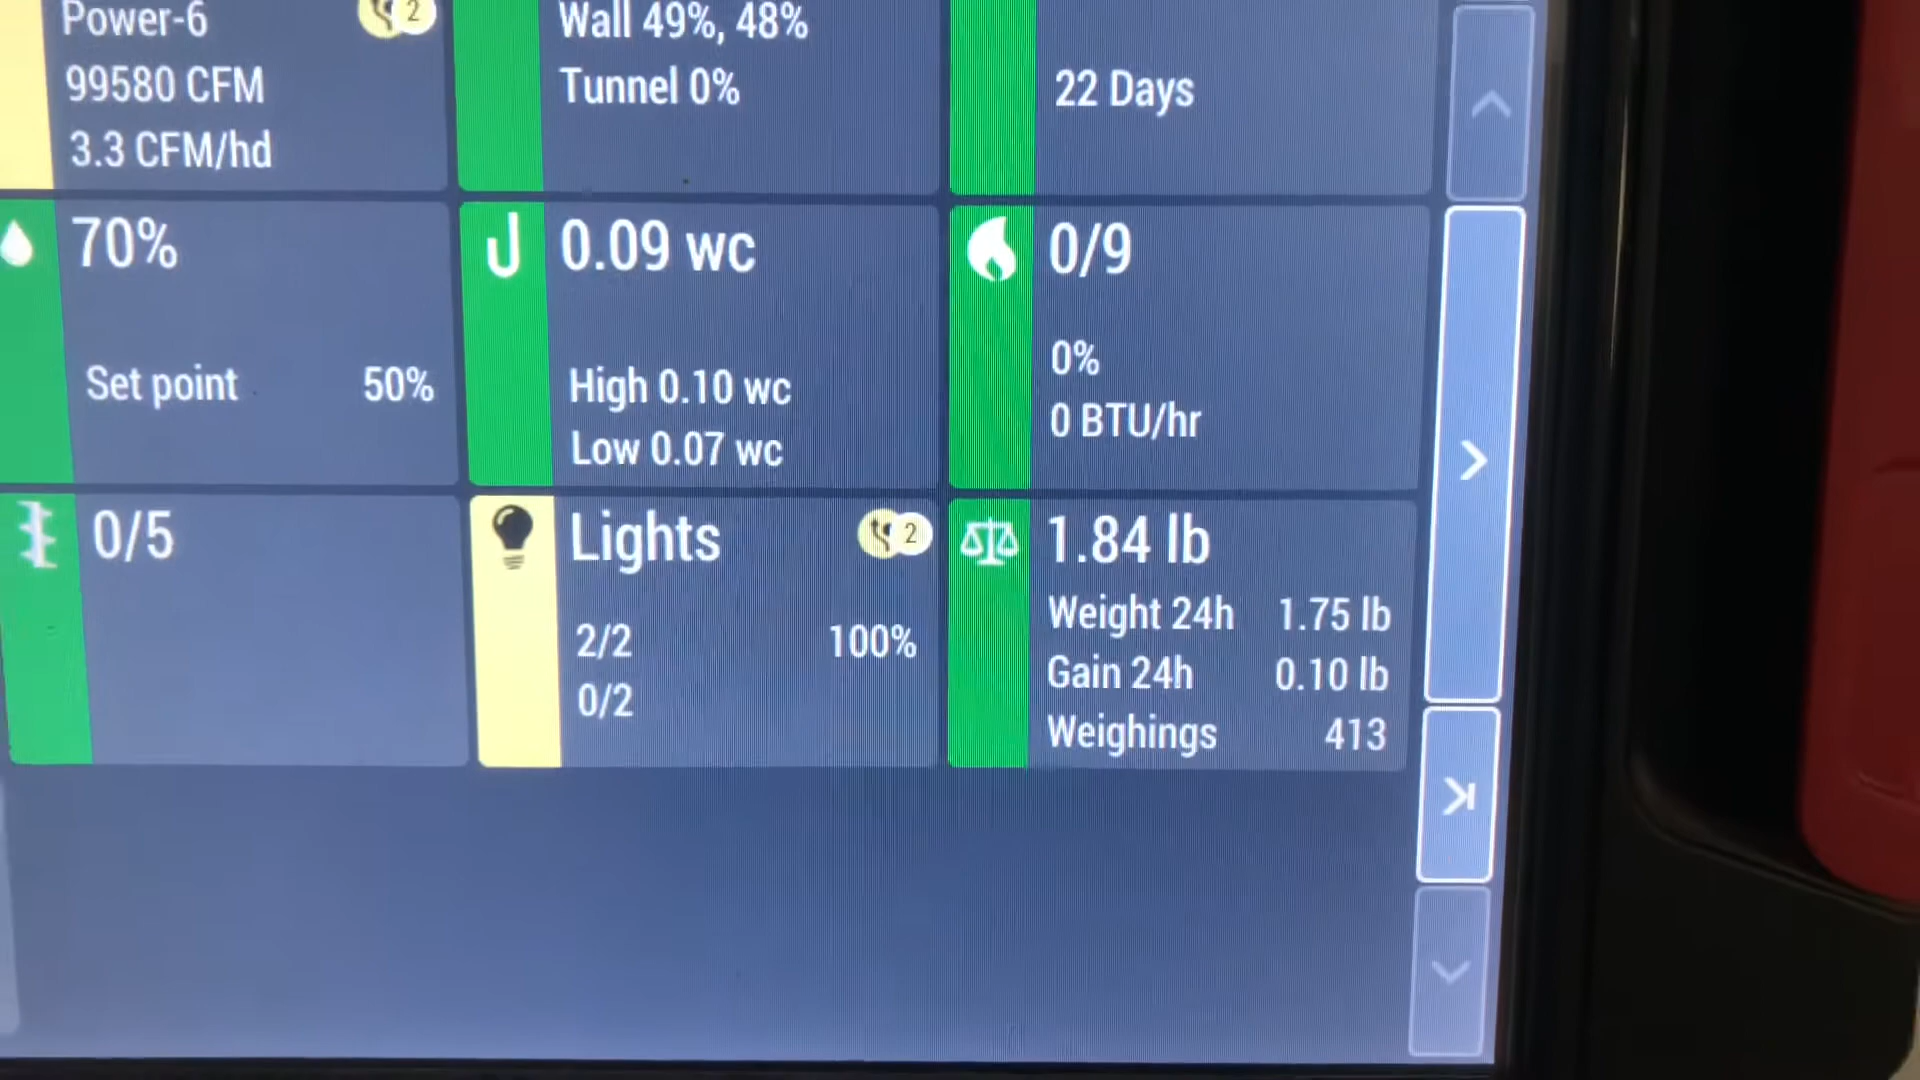 Power-6
2
99580 CFM
3.3 CFM/hd
Wall 49%, 48%
Tunnel 0%
22 Days
70%
Set point 50%
0.09 wc
High 0.10 wc
Low 0.07 wc
0/9
0%
0 BTU/hr
0/5
Lights
2
2/2 100%
0/2
1.84 lb
Weight 24h 1.75 lb
Gain 24h 0.10 lb
Weighings 413